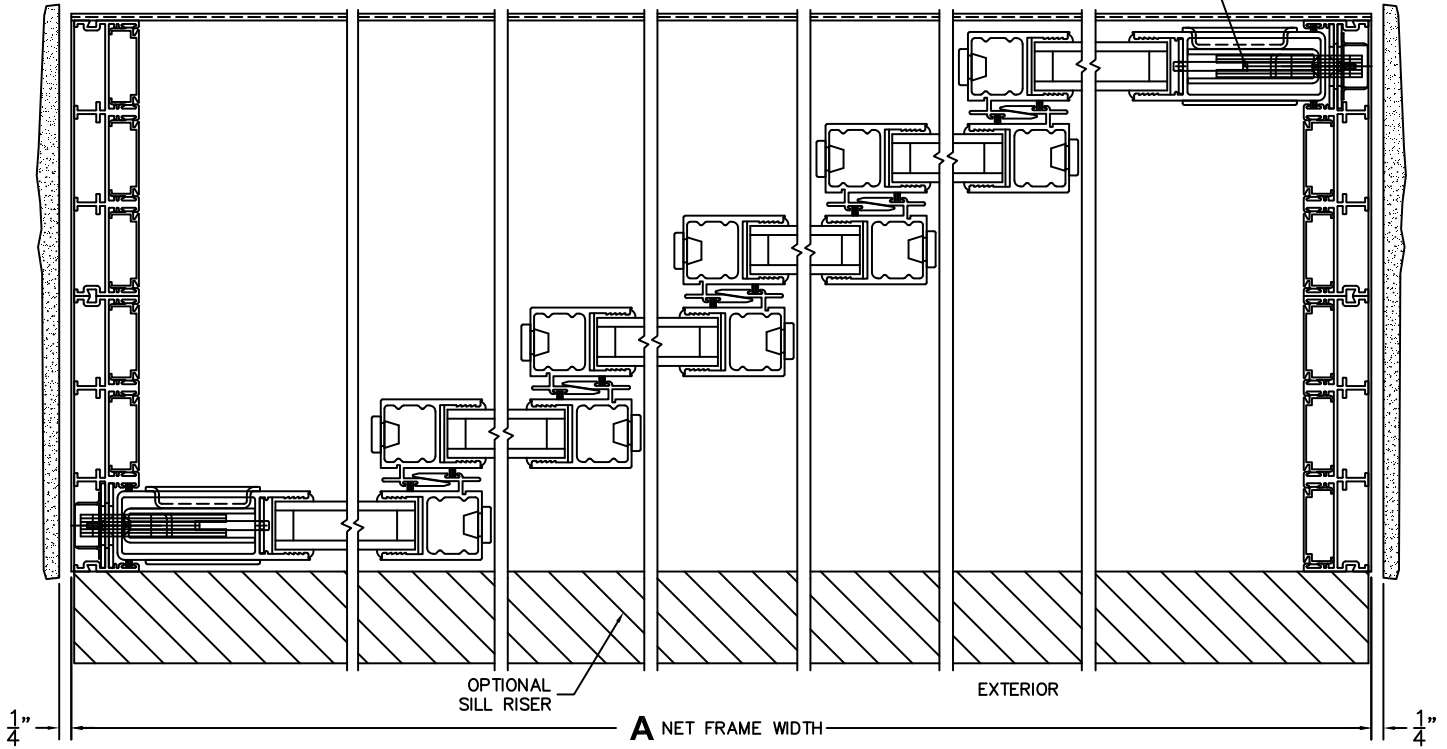 OPTIONAL
SILL RISER
EXTERIOR
1/4" A NET FRAME WIDTH 1/4"